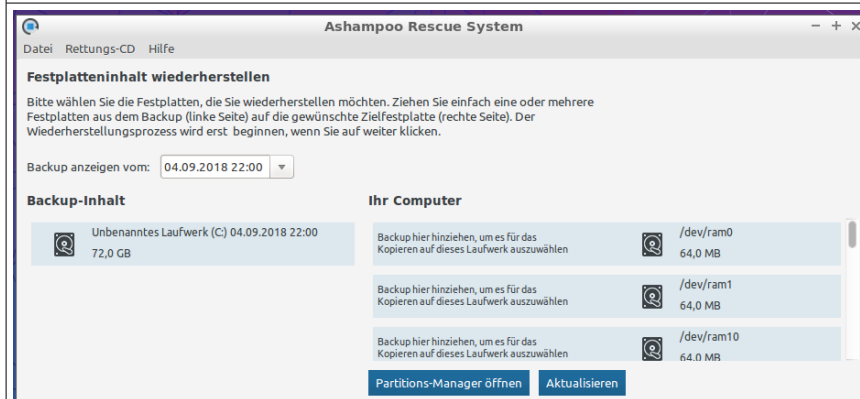 Ashampoo Rescue System
Datei Rettungs-CD Hilfe
Festplatteninhalt wiederherstellen
Bitte wählen Sie die Festplatten, die Sie wiederherstellen möchten. Ziehen Sie einfach eine oder mehrere
Festplatten aus dem Backup (linke Seite) auf die gewünschte Zielfestplatte (rechte Seite). Der
Wiederherstellungsprozess wird erst beginnen, wenn Sie auf weiter klicken.
Backup anzeigen vom: 04.09.2018 22:00
Backup-Inhalt
Unbenanntes Laufwerk (C:) 04.09.2018 22:00
72,0 GB
Ihr Computer
Backup hier hinziehen, um es für das
Kopieren auf dieses Laufwerk auszuwählen
/dev/ram0
64,0 MB
Backup hier hinziehen, um es für das
Kopieren auf dieses Laufwerk auszuwählen
/dev/ram1
64,0 MB
Backup hier hinziehen, um es für das
Kopieren auf dieses Laufwerk auszuwählen
/dev/ram10
64,0 MB
Partitions-Manager öffnen
Aktualisieren